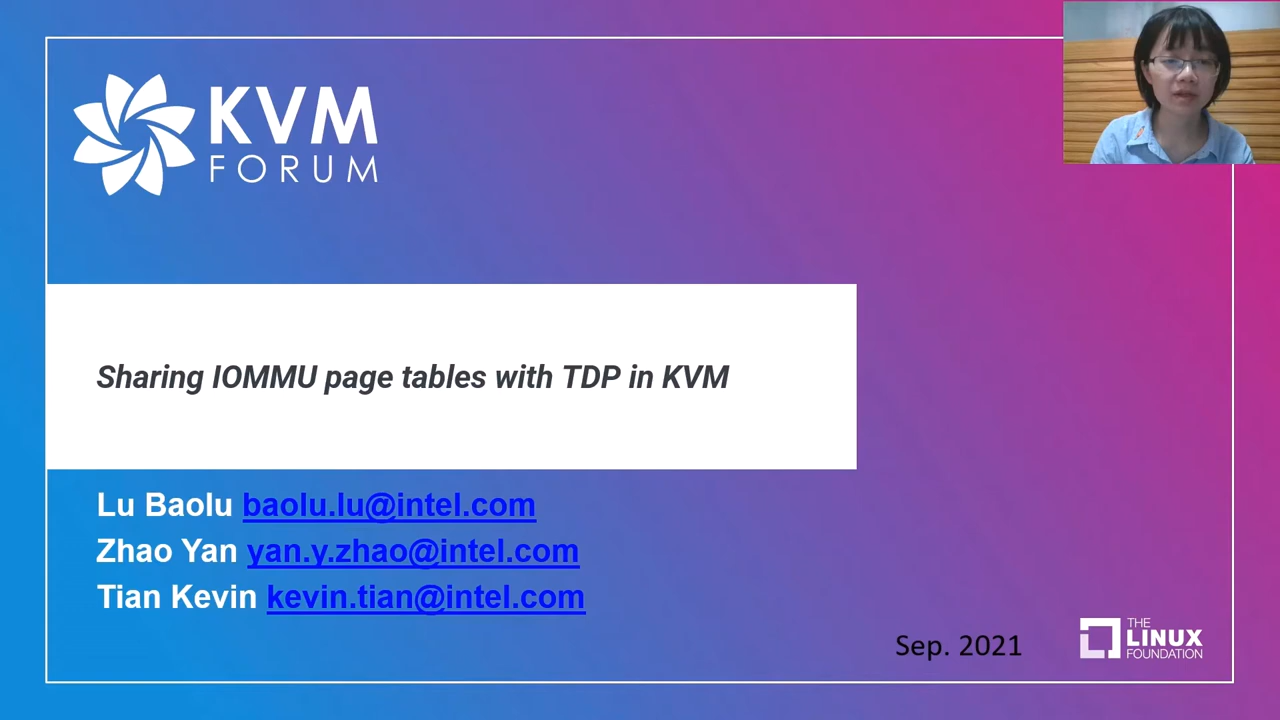 KVM
FORUM
Sharing IOMMU page tables with TDP in KVM
Lu Baolu baolu.lu@intel.com
Zhao Yan yan.y.zhao@intel.com
Tian Kevin kevin.tian@intel.com
Sep. 2021
THE
LINUX
FOUNDATION